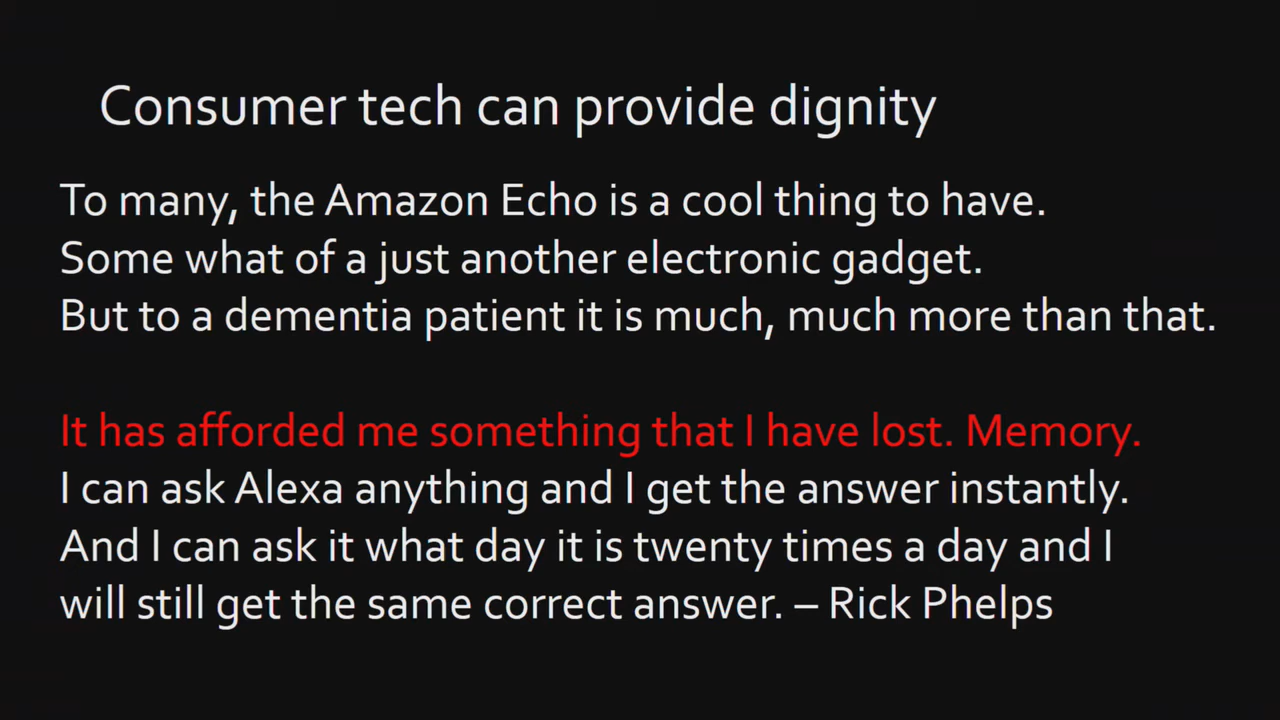 Consumer tech can provide dignity
To many, the Amazon Echo is a cool thing to have.
Some what of a just another electronic gadget.
But to a dementia patient it is much, much more than that.
It has afforded me something that I have lost. Memory.
I can ask Alexa anything and I get the answer instantly.
And I can ask it what day it is twenty times a day and I
will still get the same correct answer. – Rick Phelps